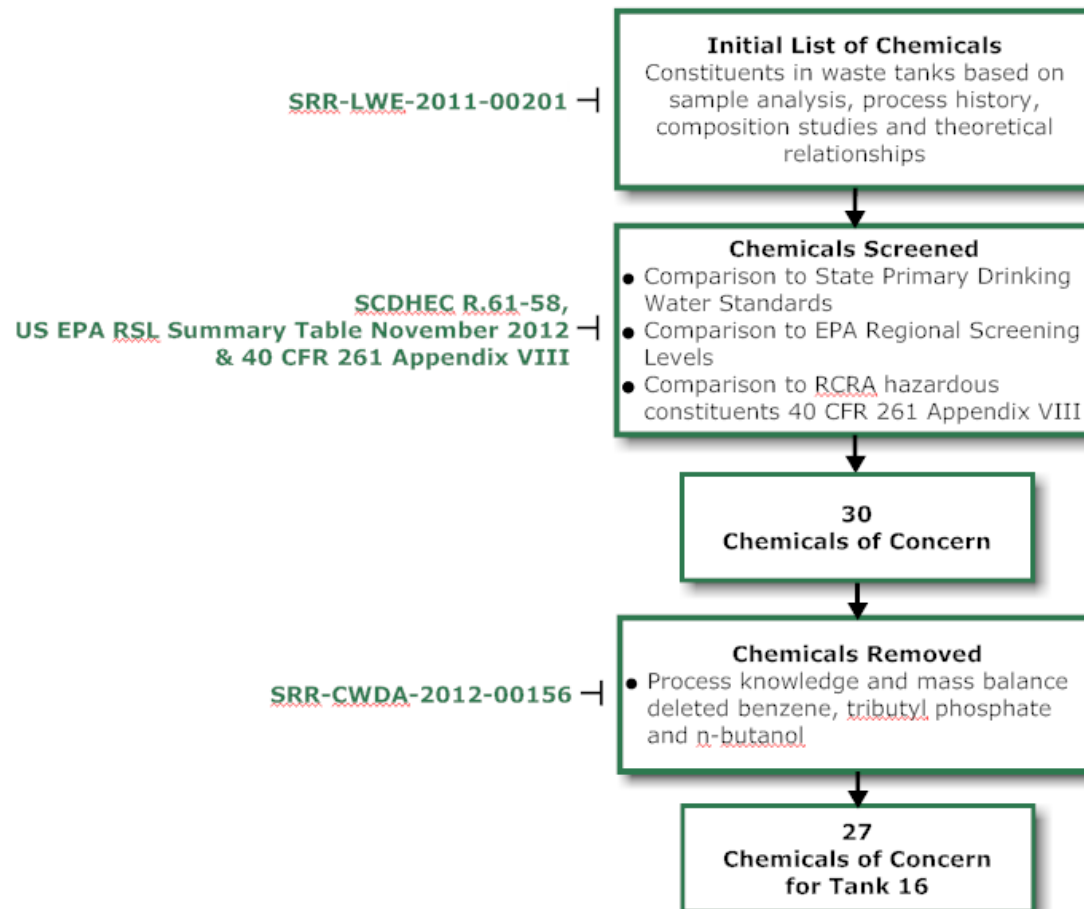 Initial List of Chemicals
Constituents in waste tanks based on
sample analysis, process history,
composition studies and theoretical
relationships
SRR-LWE-2011-00201
Chemicals Screened
● Comparison to State Primary Drinking
Water Standards
● Comparison to EPA Regional Screening
Levels
● Comparison to RCRA hazardous
constituents 40 CFR 261 Appendix VIII
SCDHEC R.61-58,
US EPA RSL Summary Table November 2012
& 40 CFR 261 Appendix VIII
30
Chemicals of Concern
Chemicals Removed
● Process knowledge and mass balance
deleted benzene, tributyl phosphate
and n-butanol
SRR-CWDA-2012-00156
27
Chemicals of Concern
for Tank 16